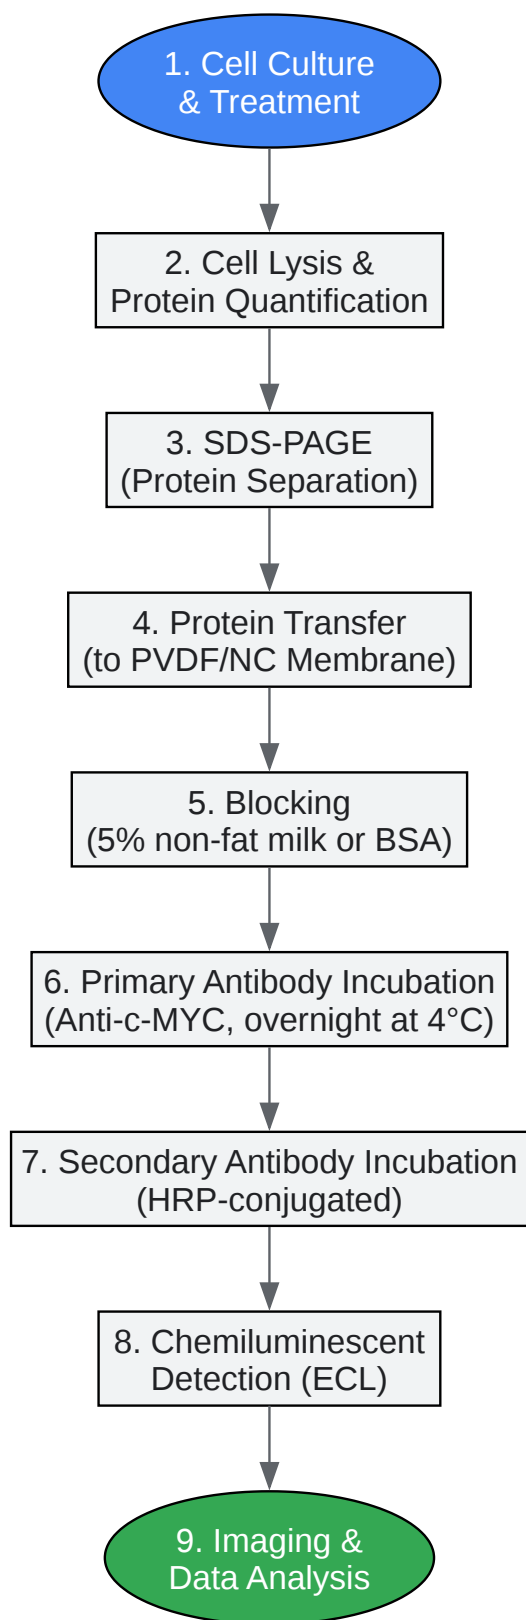 1. Cell Culture
& Treatment
2. Cell Lysis &
Protein Quantification
3. SDS-PAGE
(Protein Separation)
4. Protein Transfer
(to PVDF/NC Membrane)
5. Blocking
(5% non-fat milk or BSA)
6. Primary Antibody Incubation
(Anti-c-MYC, overnight at 4°C)
7. Secondary Antibody Incubation
(HRP-conjugated)
8. Chemiluminescent
Detection (ECL)
9. Imaging &
Data Analysis